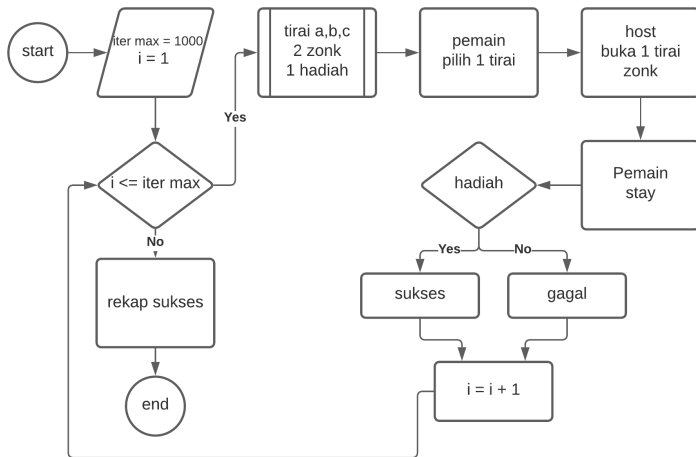 start
iter max = 1000
i = 1
tirai a,b,c
2 zonk
1 hadiah
pemain
pilih 1 tirai
host
buka 1 tirai
zonk
Yes
i <= iter max
hadiah
Pemain
stay
No
Yes
No
rekap sukses
sukses
gagal
i = i + 1
end